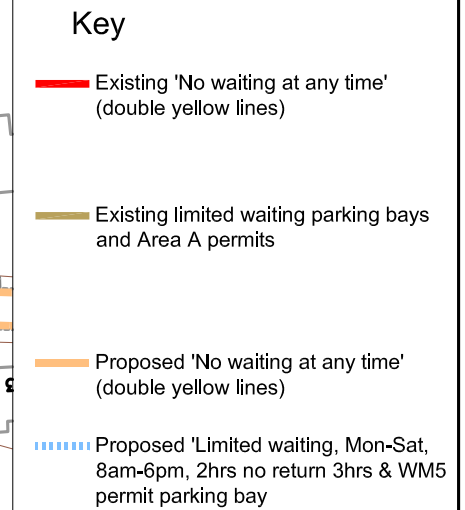 Key
Existing 'No waiting at any time'
(double yellow lines)
Existing limited waiting parking bays
and Area A permits
Proposed 'No waiting at any time'
(double yellow lines)
Proposed 'Limited waiting, Mon-Sat,
8am-6pm, 2hrs no return 3hrs & WM5
permit parking bay